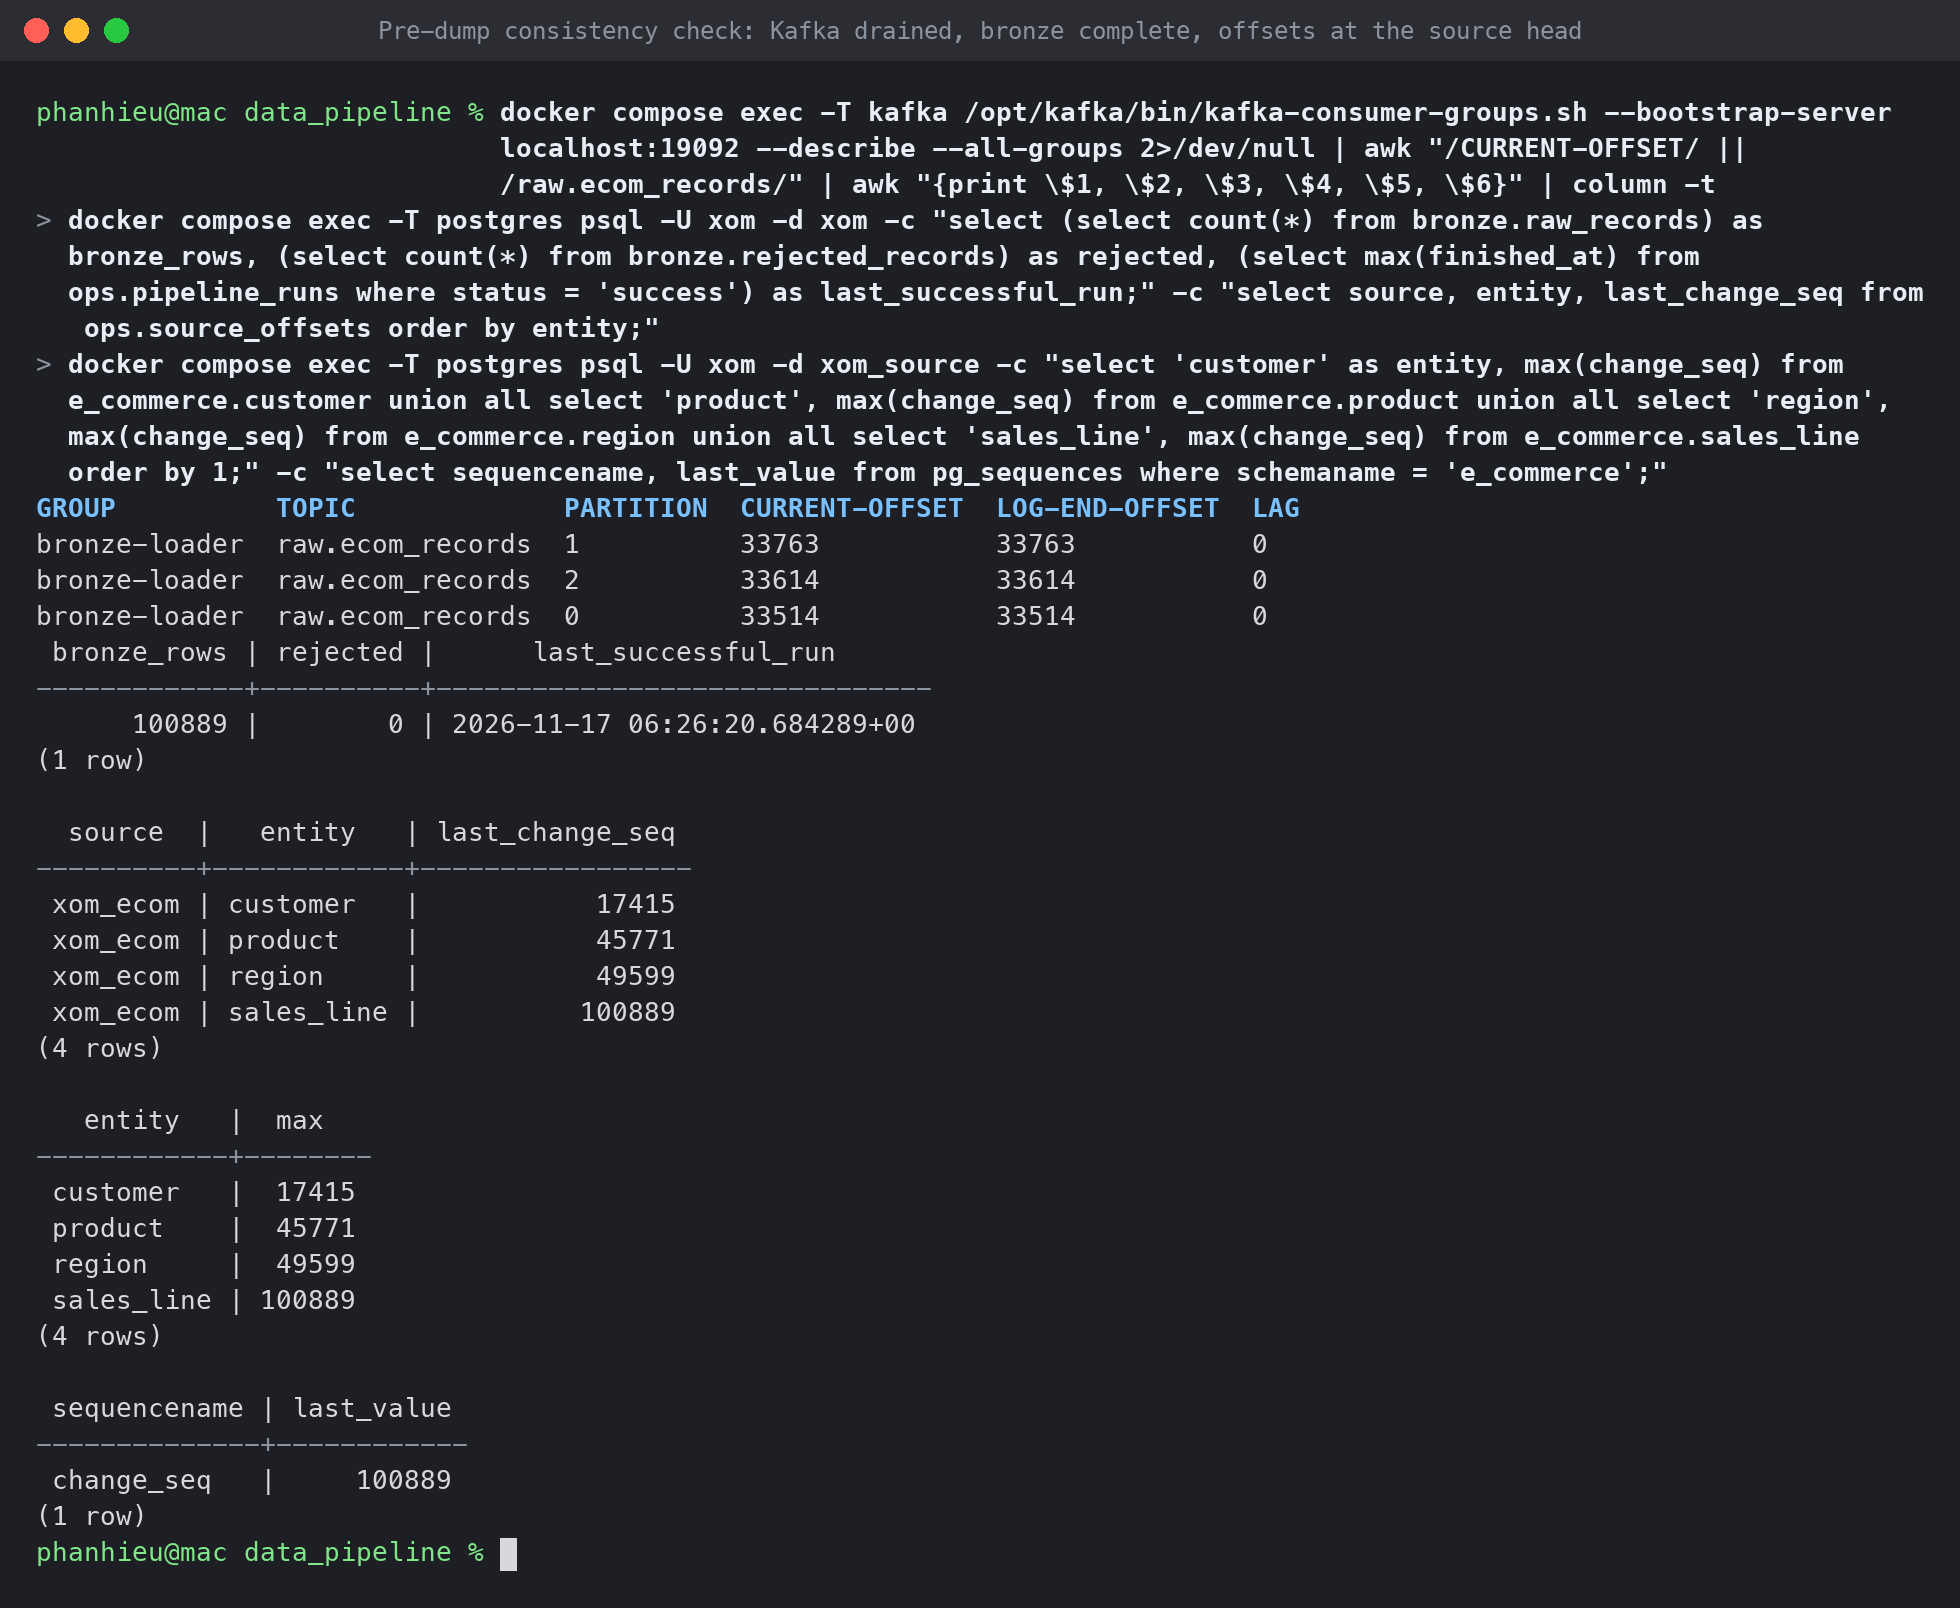 Pre-dump consistency check: Kafka drained, bronze complete, offsets at the source head
phanhieu@mac data_pipeline % docker compose exec -T kafka /opt/kafka/bin/kafka-consumer-groups.sh --bootstrap-server
localhost:19092 --describe --all-groups 2>/dev/null | awk "/CURRENT-OFFSET/ ||
/raw.ecom_records/" | awk "{print \$1, \$2, \$3, \$4, \$5, \$6}" | column -t
> docker compose exec -T postgres psql -U xom -d xom -c "select (select count(*) from bronze.raw_records) as
bronze_rows, (select count(*) from bronze.rejected_records) as rejected, (select max(finished_at) from
ops.pipeline_runs where status = 'success') as last_successful_run;" -c "select source, entity, last_change_seq from
ops.source_offsets order by entity;"
> docker compose exec -T postgres psql -U xom -d xom_source -c "select 'customer' as entity, max(change_seq) from
e_commerce.customer union all select 'product', max(change_seq) from e_commerce.product union all select 'region',
max(change_seq) from e_commerce.region union all select 'sales_line', max(change_seq) from e_commerce.sales_line
order by 1;" -c "select sequencename, last_value from pg_sequences where schemaname = 'e_commerce';"
GROUP          TOPIC             PARTITION  CURRENT-OFFSET  LOG-END-OFFSET  LAG
bronze-loader  raw.ecom_records  1          33763           33763           0
bronze-loader  raw.ecom_records  2          33614           33614           0
bronze-loader  raw.ecom_records  0          33514           33514           0
 bronze_rows | rejected |      last_successful_run
-------------+----------+-------------------------------
      100889 |        0 | 2026-11-17 06:26:20.684289+00
(1 row)
  source  |   entity   | last_change_seq
----------+------------+-----------------
 xom_ecom | customer   |           17415
 xom_ecom | product    |           45771
 xom_ecom | region     |           49599
 xom_ecom | sales_line |          100889
(4 rows)
   entity   |  max
------------+--------
 customer   |  17415
 product    |  45771
 region     |  49599
 sales_line | 100889
(4 rows)
 sequencename | last_value
--------------+------------
 change_seq   |     100889
(1 row)
phanhieu@mac data_pipeline %